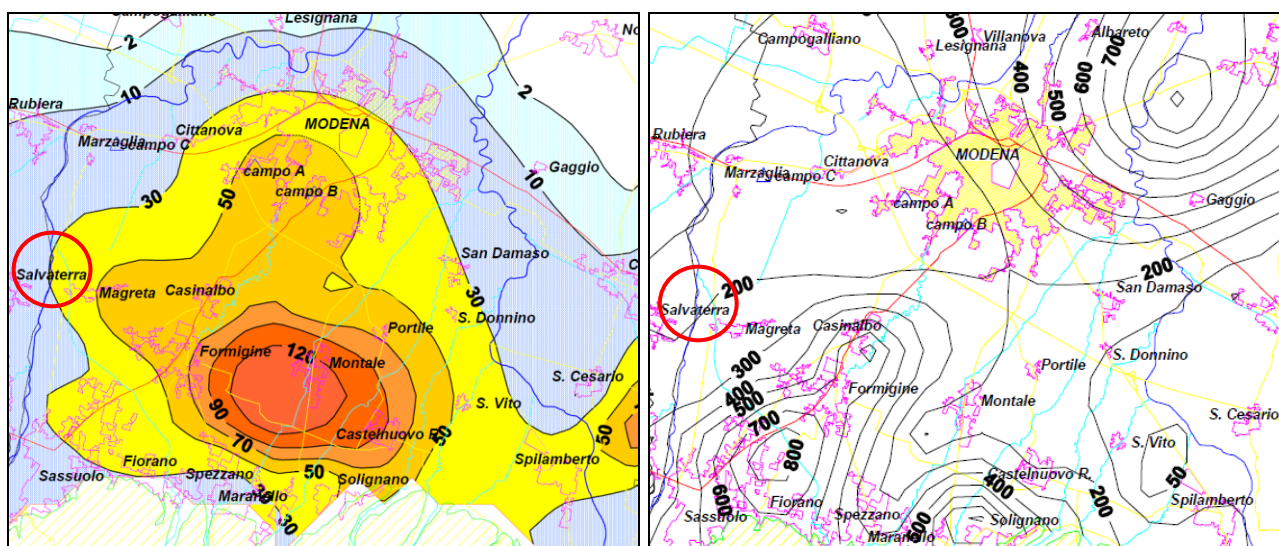 Campogalliano
Lesignana
No
2
10
2
Rubiera
Cittanova
MODENA
Marzaglia
campo C
Gaggio
campo A
10
30
50
campo B
San Damaso
C
Salvaterra
30
Magreta
Casinalbo
S. Donnino
Portile
Formigine
120
Montale
S. Cesario
90
S. Vito
70
Castelnuovo R.
50
50
Sassuolo
Fiorano
Spezzano
50
Solignano
Spilamberto
Maranello
30
30
Campogalliano
Villanova
Albareto
Lesignana
400
700
600
500
Rubiera
MODENA
Cittanova
Marzaglia
campo C
Gaggio
campo A
campo B
200
200
San Damaso
Salvaterra
Magreta
Casinalbo
S. Donnino
300
Portile
400
Formigine
500
Montale
700
S. Cesario
S. Vito
800
Castelnuovo R.
50
400
200
600
Fiorano
Spilamberto
Sassuolo
Spezzano
Solignano
Maranello